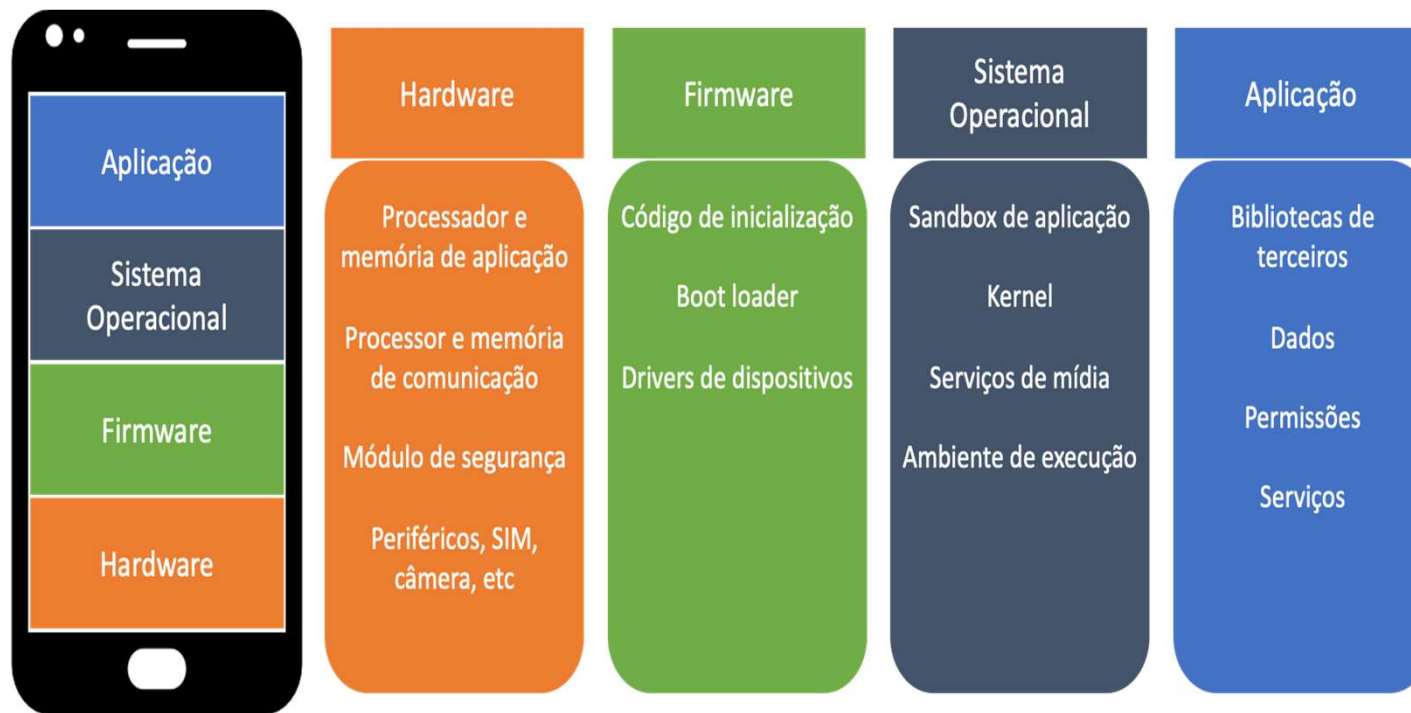 Aplicação
Sistema
Operacional
Firmware
Hardware
Hardware
Processador e
memória de aplicação
Processor e memória
de comunicação
Módulo de segurança
Periféricos, SIM,
câmera, etc
Firmware
Código de inicialização
Boot loader
Drivers de dispositivos
Sistema
Operacional
Sandbox de aplicação
Kernel
Serviços de mídia
Ambiente de execução
Aplicação
Bibliotecas de
terceiros
Dados
Permissões
Serviços